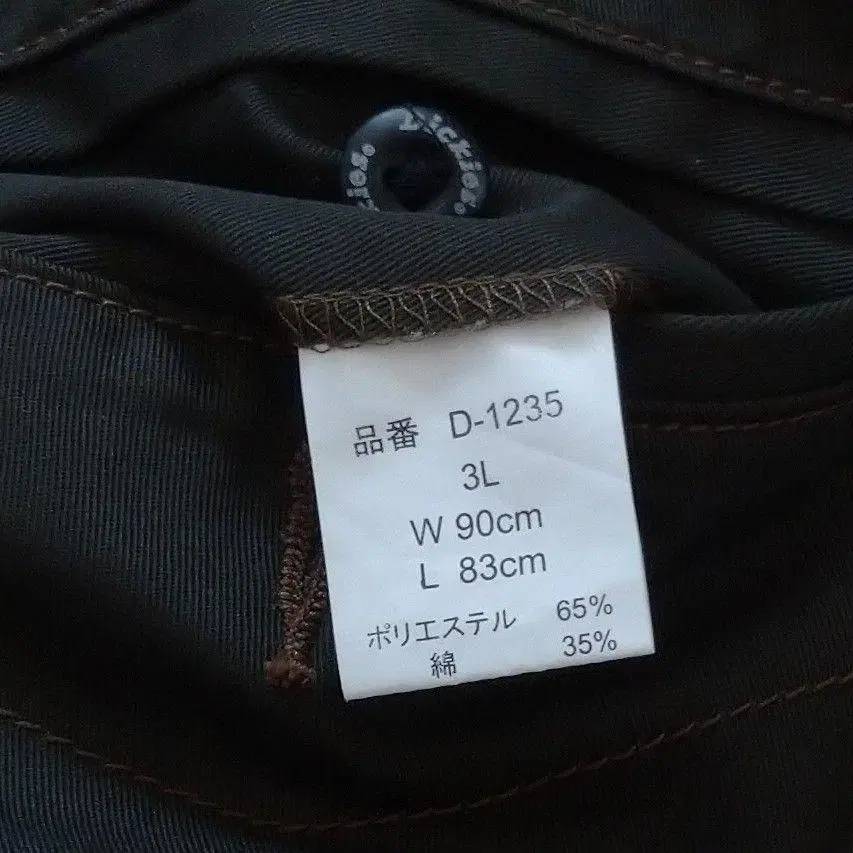 Dickies.
品番 D-1235
3L
W 90cm
L 83cm
ポリエステル 65%
綿 35%